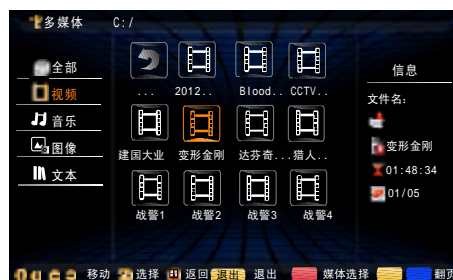 多媒体 C:/
全部
视频
音乐
图像
文本
... 2012.. Blood.. CCTV..
建国大业 变形金刚 达芬奇...猎人..
战警1 战警2 战警3 战警4
信息
文件名:
变形金刚
01:48:34
01/05
移动 选择 返回 退出 退出 媒体选择 翻页